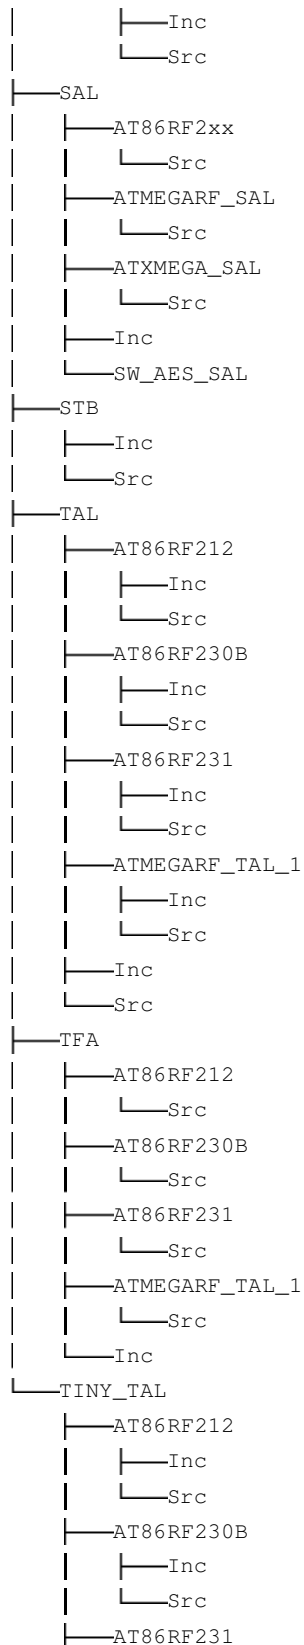 Inc
Src
SAL
AT86RF2xx
Src
ATMEGARF_SAL
Src
ATXMEGA_SAL
Src
Inc
SW_AES_SAL
STB
Inc
Src
TAL
AT86RF212
Inc
Src
AT86RF230B
Inc
Src
AT86RF231
Inc
Src
ATMEGARF_TAL_1
Inc
Src
Inc
Src
TFA
AT86RF212
Src
AT86RF230B
Src
AT86RF231
Src
ATMEGARF_TAL_1
Src
Inc
TINY_TAL
AT86RF212
Inc
Src
AT86RF230B
Inc
Src
AT86RF231